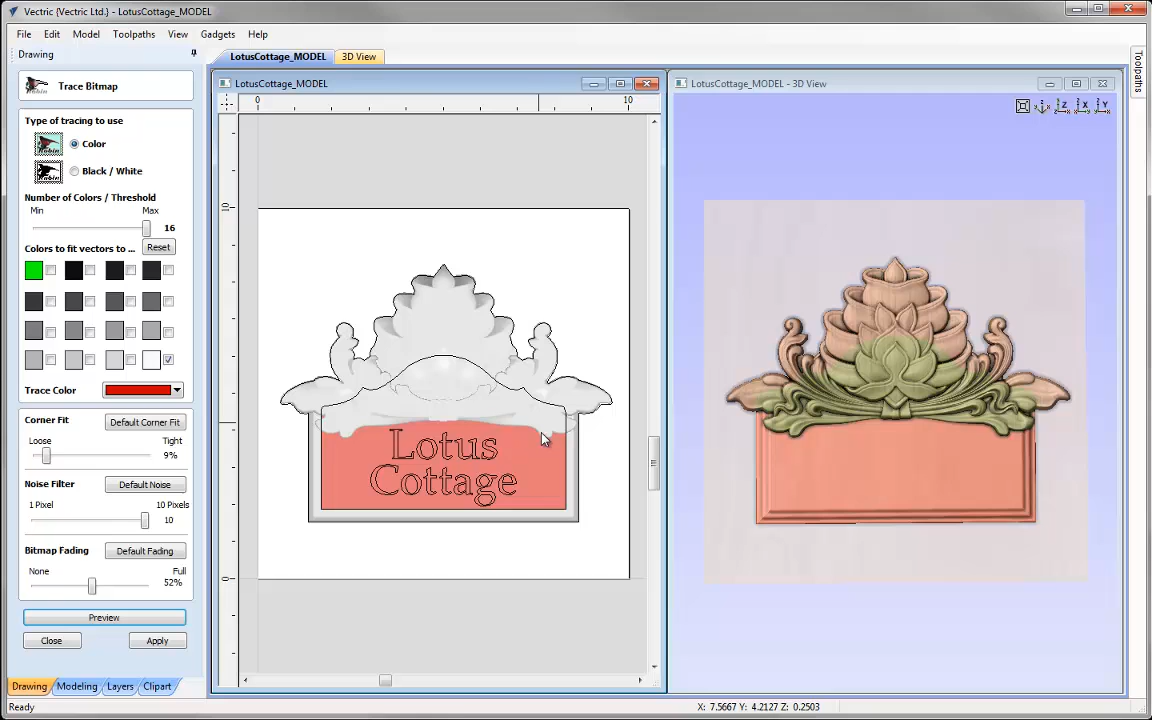 Vectric {Vectric Ltd.} - LotusCottage_MODEL
File Edit Model Toolpaths View Gadgets Help
Drawing
LotusCottage_MODEL 3D View
Toolpaths
Trace Bitmap
LotusCottage_MODEL
LotusCottage_MODEL - 3D View
0 10
Z X Y
Type of tracing to use
Color
Black / White
Number of Colors / Threshold
Min Max
16
10
Colors to fit vectors to ... Reset
Trace Color
Corner Fit Default Corner Fit
Loose Tight
9%
Lotus
Cottage
Noise Filter Default Noise
1 Pixel 10 Pixels
10
Bitmap Fading Default Fading
None Full
52%
0
Preview
Close Apply
Drawing Modeling Layers Clipart
Ready
X: 7.5667 Y: 4.2127 Z: 0.2503